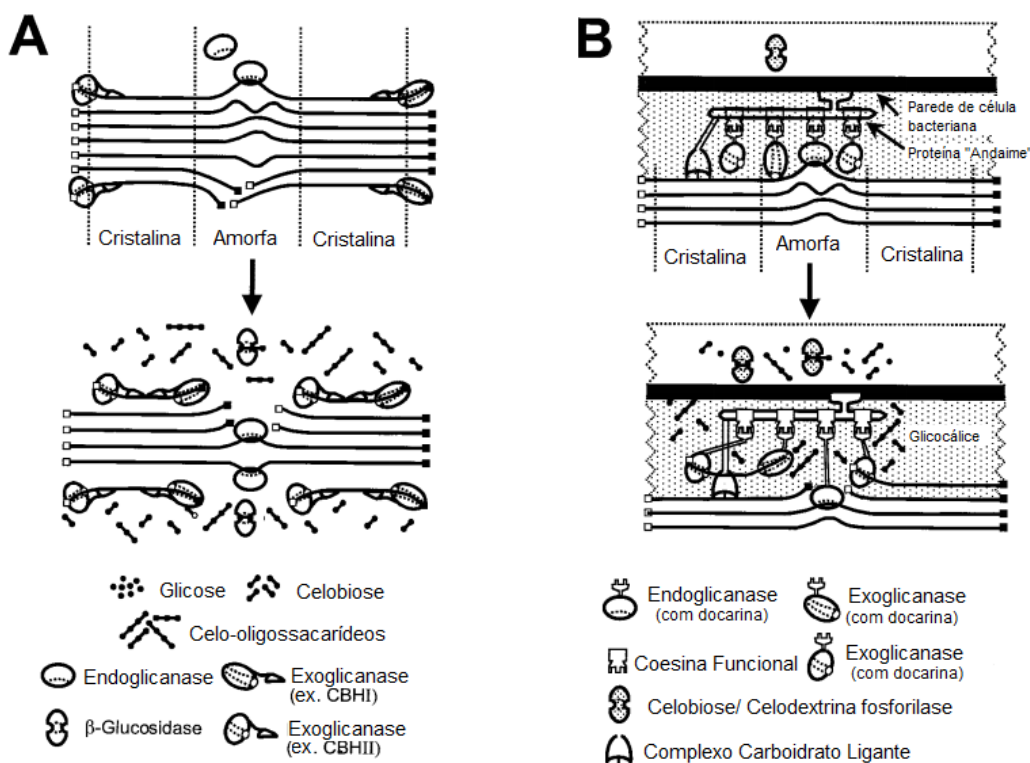 A
Cristalina
Amorfa
Cristalina
Glicose
Celobiose
Celo-oligossacarídeos
Endoglicanase
Exoglicanase
(ex. CBHI)
β-Glucosidase
Exoglicanase
(ex. CBHII)
B
Parede de célula
bacteriana
Proteína "Andaime"
Cristalina
Amorfa
Cristalina
Glicocálice
Endoglicanase
(com docarina)
Exoglicanase
(com docarina)
Coesina Funcional
Exoglicanase
(com docarina)
Celobiose/ Celodextrina fosforilase
Complexo Carboidrato Ligante